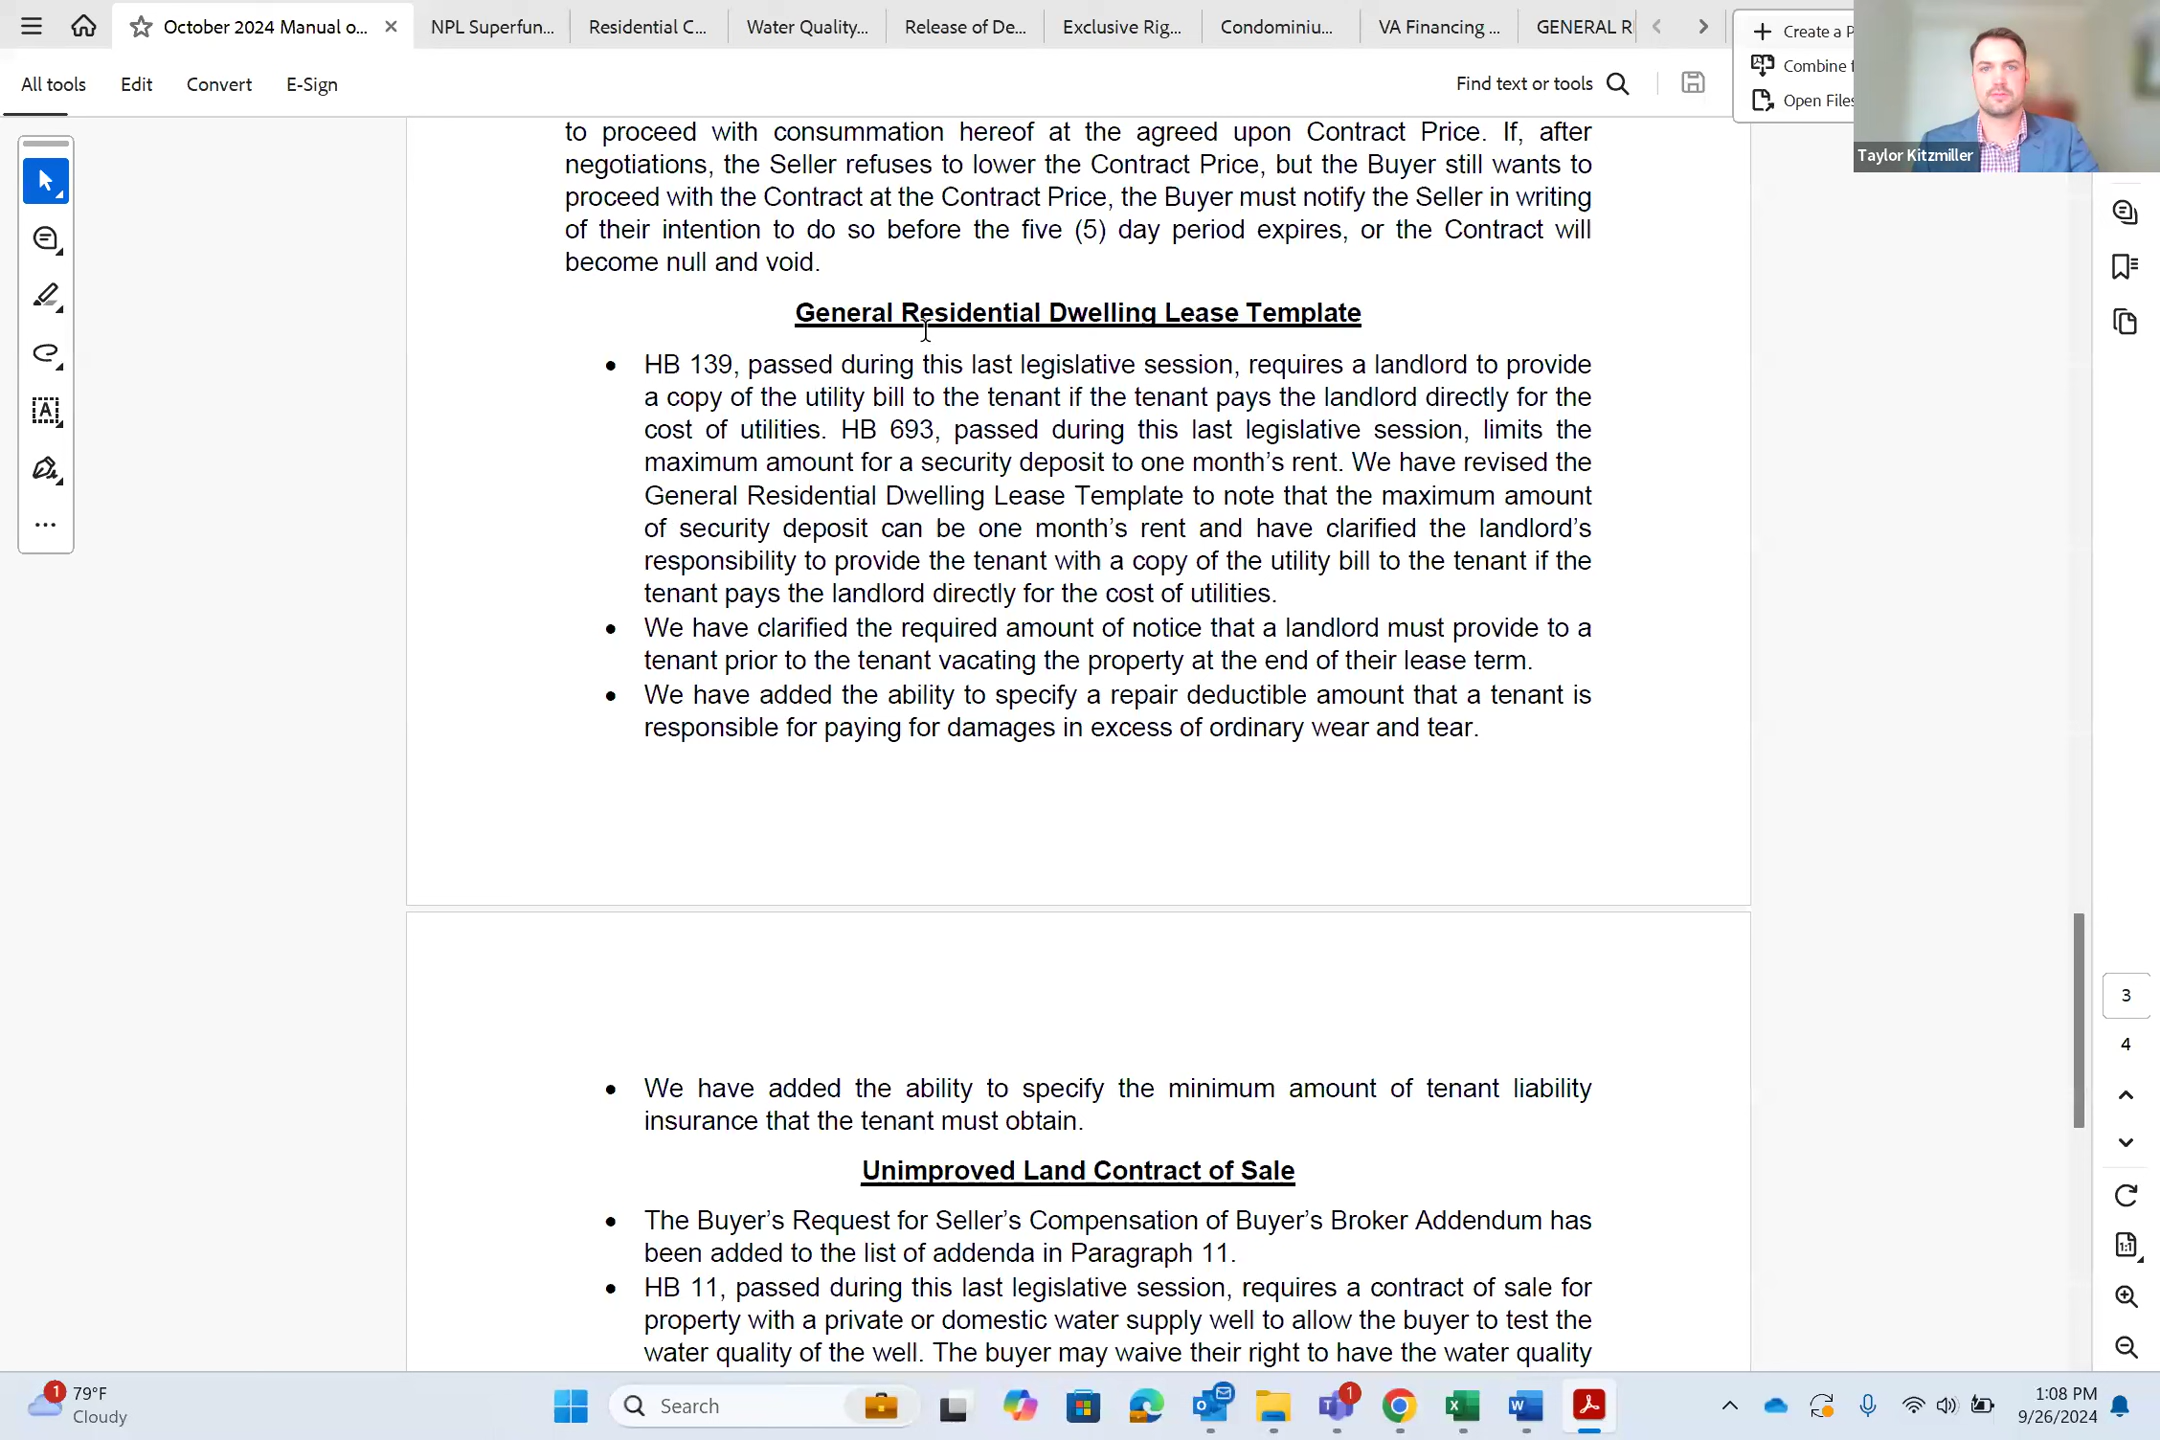 October 2024 Manual o...
NPL Superfun...
Residential C...
Water Quality...
Release of De...
Exclusive Rig...
Condominiu...
VA Financing ...
GENERAL R
Create a P
Combine f
Open Files
All tools
Edit
Convert
E-Sign
Find text or tools
Taylor Kitzmiller
to proceed with consummation hereof at the agreed upon Contract Price. If, after
negotiations, the Seller refuses to lower the Contract Price, but the Buyer still wants to
proceed with the Contract at the Contract Price, the Buyer must notify the Seller in writing
of their intention to do so before the five (5) day period expires, or the Contract will
become null and void.
General Residential Dwelling Lease Template
• HB 139, passed during this last legislative session, requires a landlord to provide
a copy of the utility bill to the tenant if the tenant pays the landlord directly for the
cost of utilities. HB 693, passed during this last legislative session, limits the
maximum amount for a security deposit to one month's rent. We have revised the
General Residential Dwelling Lease Template to note that the maximum amount
of security deposit can be one month's rent and have clarified the landlord's
responsibility to provide the tenant with a copy of the utility bill to the tenant if the
tenant pays the landlord directly for the cost of utilities.
• We have clarified the required amount of notice that a landlord must provide to a
tenant prior to the tenant vacating the property at the end of their lease term.
• We have added the ability to specify a repair deductible amount that a tenant is
responsible for paying for damages in excess of ordinary wear and tear.
• We have added the ability to specify the minimum amount of tenant liability
insurance that the tenant must obtain.
Unimproved Land Contract of Sale
• The Buyer's Request for Seller's Compensation of Buyer's Broker Addendum has
been added to the list of addenda in Paragraph 11.
• HB 11, passed during this last legislative session, requires a contract of sale for
property with a private or domestic water supply well to allow the buyer to test the
water quality of the well. The buyer may waive their right to have the water quality
3
4
1
79°F
Cloudy
Search
1
1:08 PM
9/26/2024